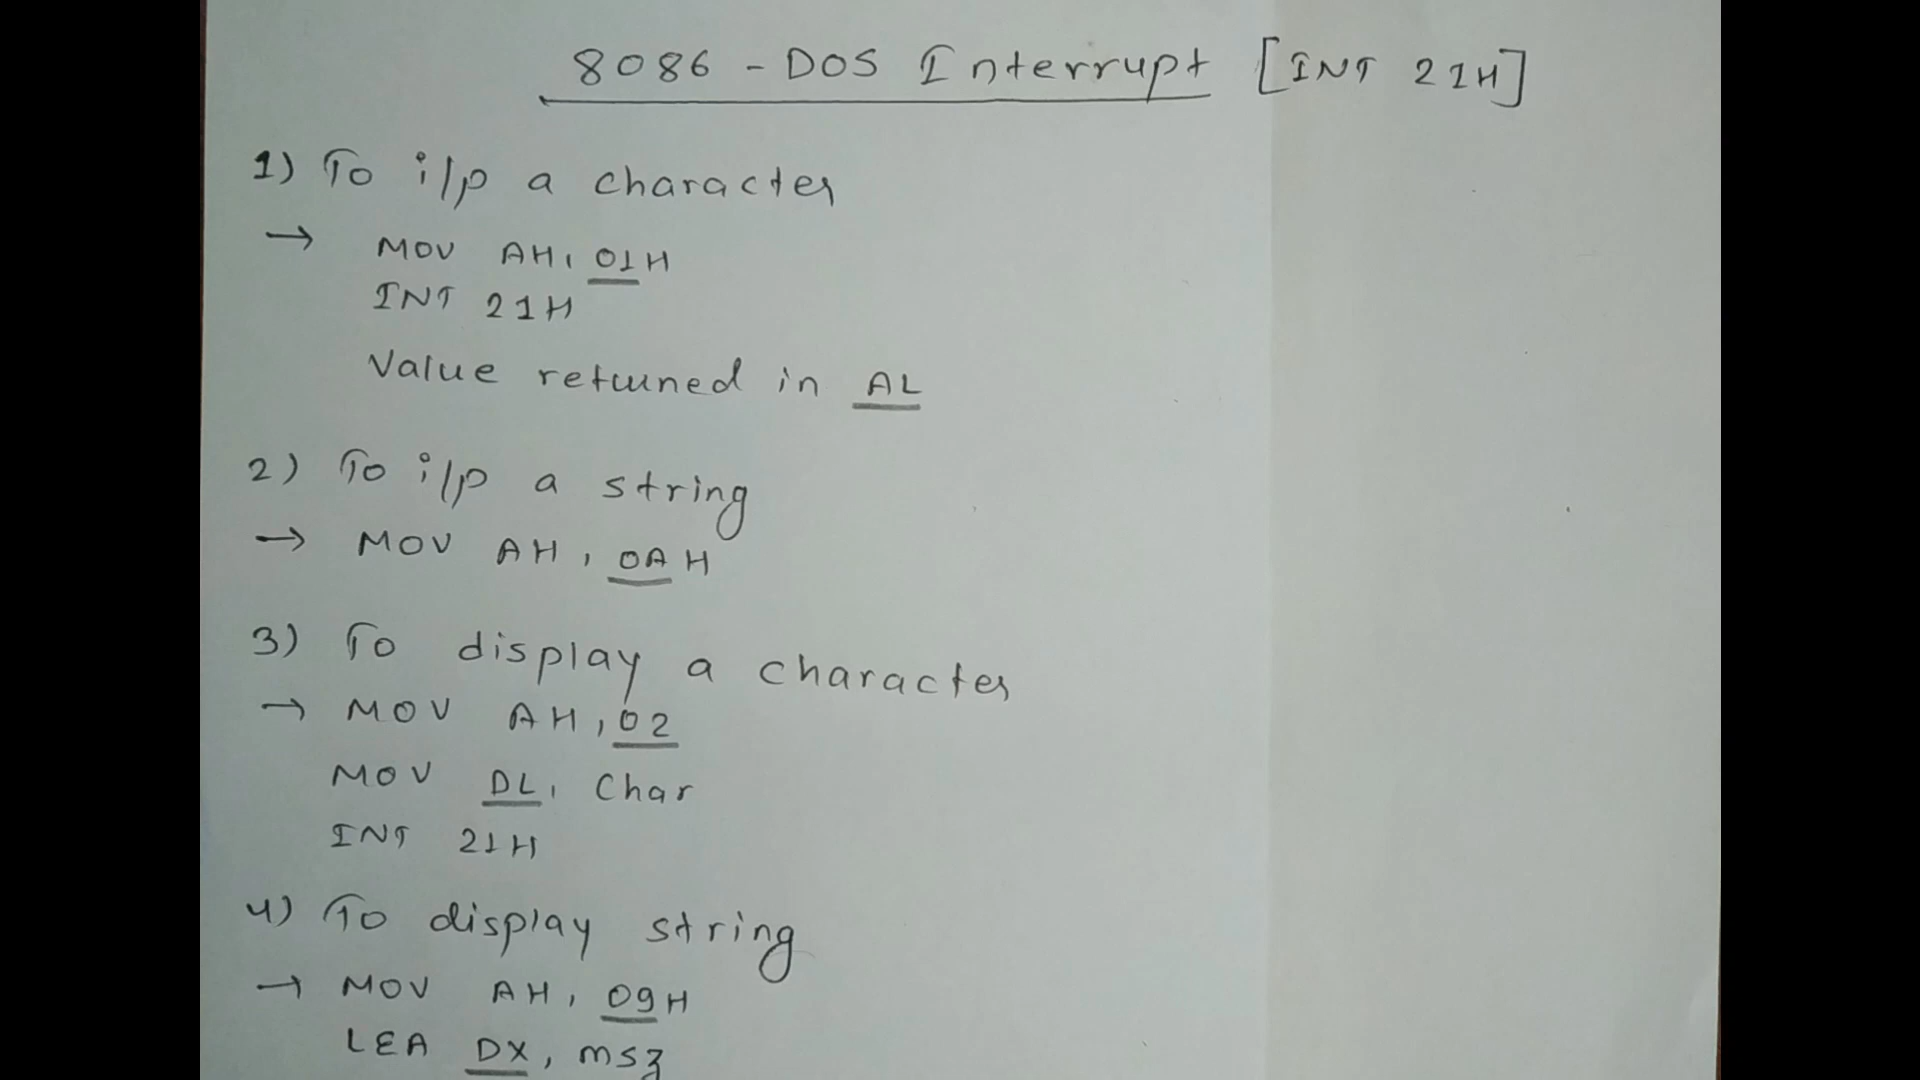 8086 - DOS Interrupt [INT 21H]
1) To i/p a character
→ MOV AH, 01H
INT 21H
Value returned in AL
2) To i/p a string
→ MOV AH, 0AH
3) To display a character
→ MOV AH, 02
MOV DL, Char
INT 21H
4) To display string
→ MOV AH, 09H
LEA DX, msg